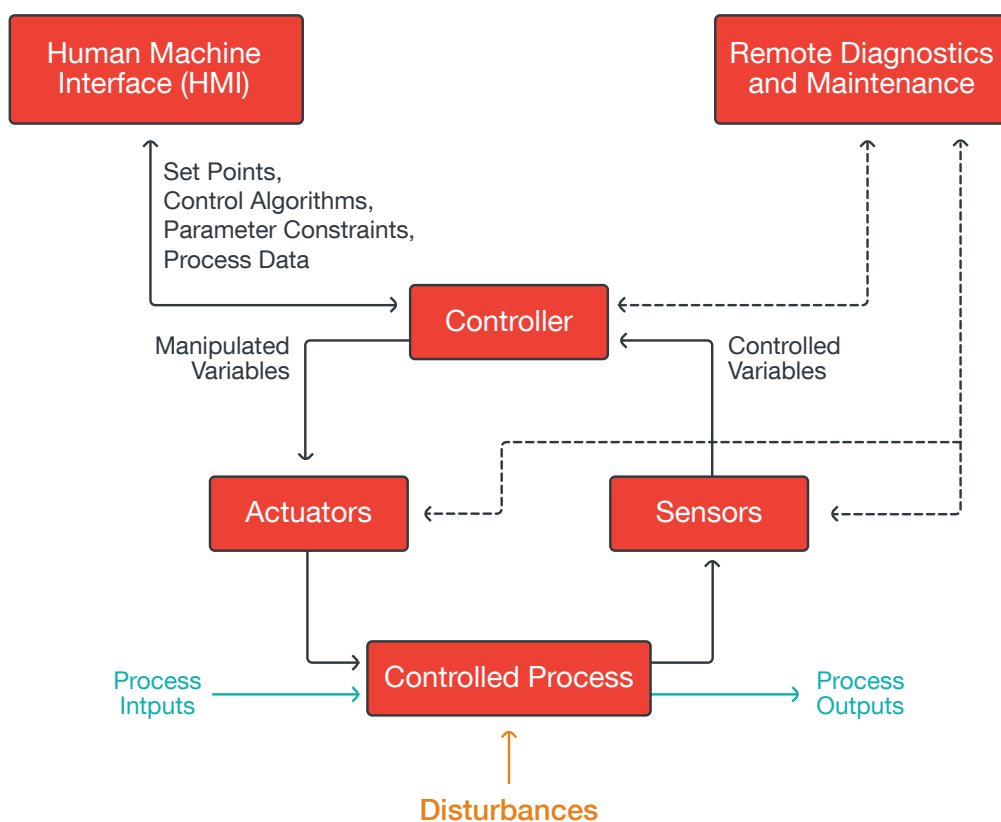 Human Machine
Interface (HMI)
Remote Diagnostics
and Maintenance
Set Points,
Control Algorithms,
Parameter Constraints,
Process Data
Controller
Manipulated
Variables
Controlled
Variables
Actuators
Sensors
Controlled Process
Process
Intputs
Process
Outputs
Disturbances